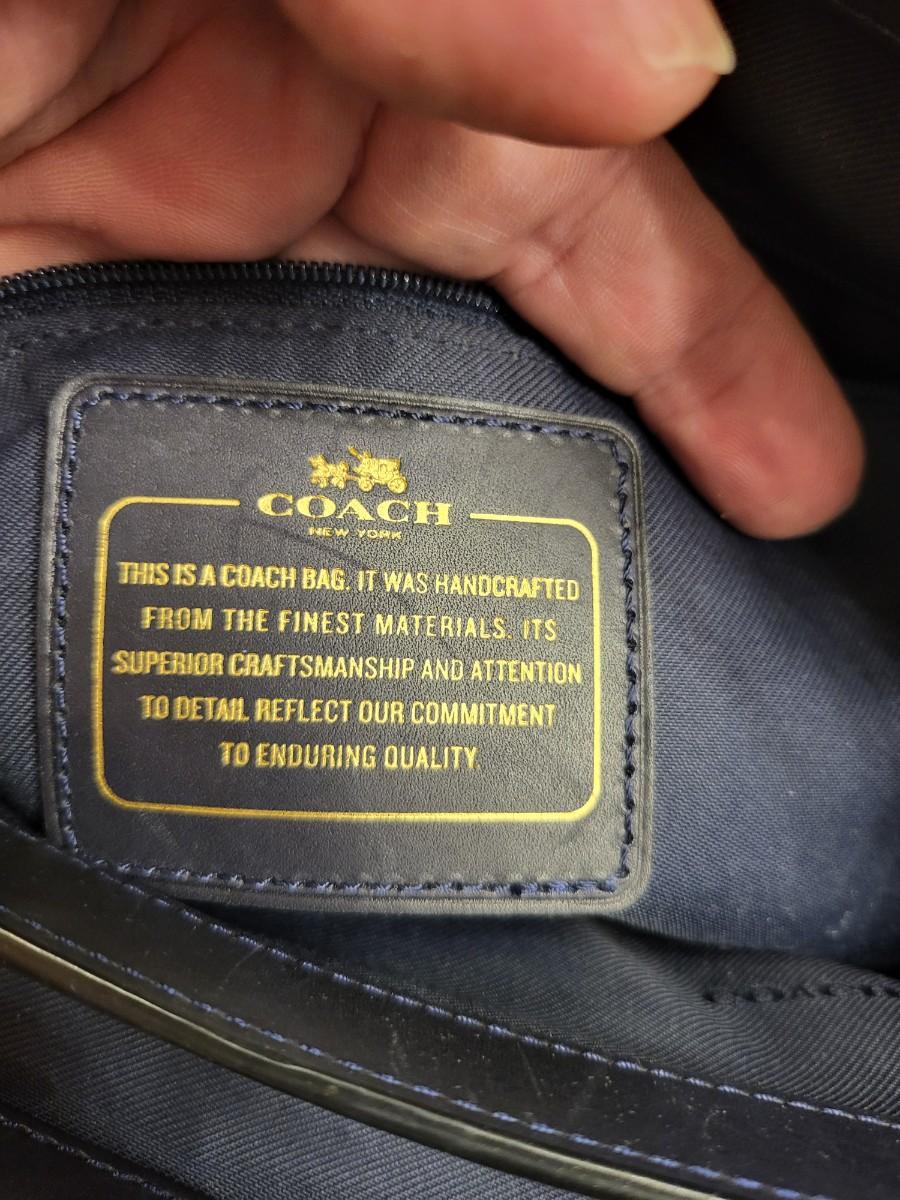 COACH
NEW YORK
THIS IS A COACH BAG. IT WAS HANDCRAFTED
FROM THE FINEST MATERIALS. ITS
SUPERIOR CRAFTSMANSHIP AND ATTENTION
TO DETAIL REFLECT OUR COMMITMENT
TO ENDURING QUALITY.